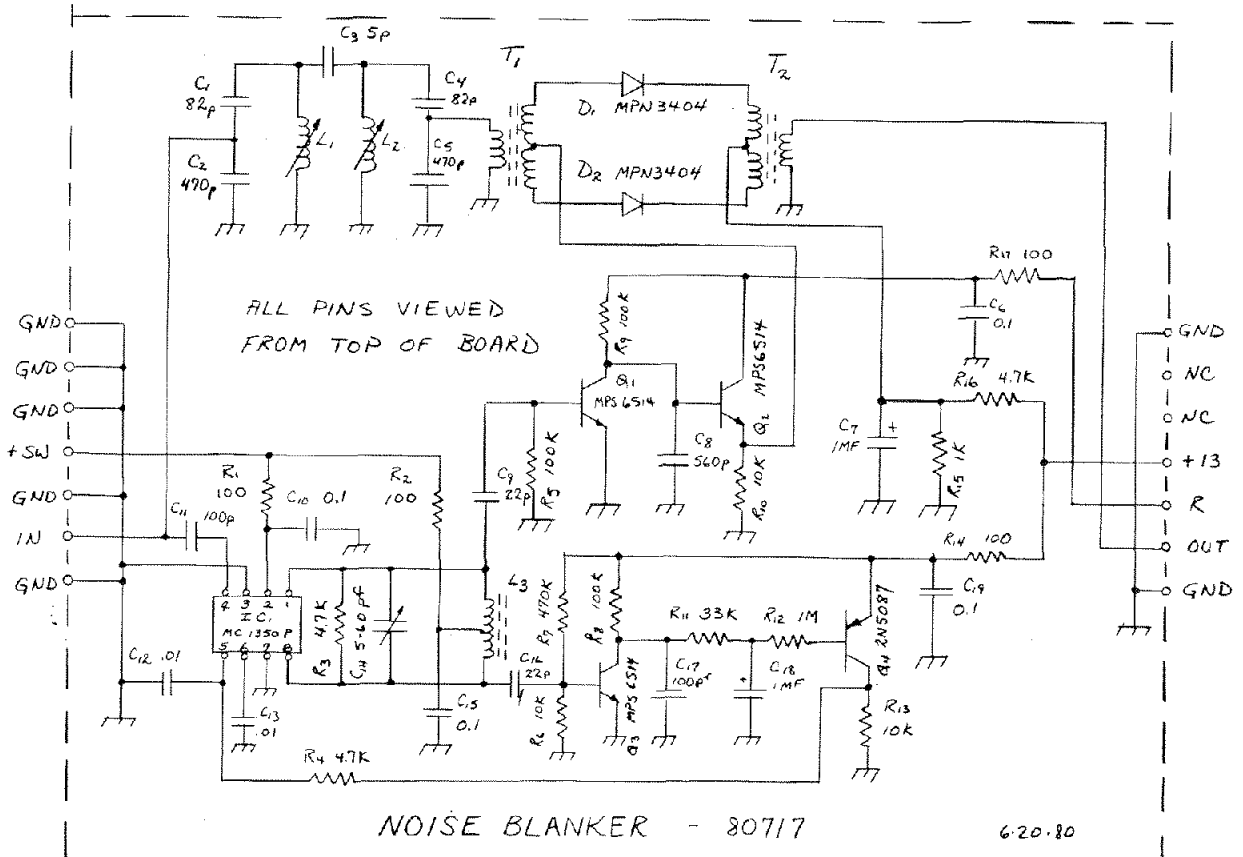 C3 5p
T1
T2
C1
82p
C4
82p
D1 MPN3404
L1
L2
C2
470p
C5
470p
D2 MPN3404
R17 100
ALL PINS VIEWED
FROM TOP OF BOARD
C6
0.1
R9 100K
Q1
MPS6514
Q2 MPS6514
R16 4.7K
C7
1MF
+
R15 1K
C8
560p
R10 10K
GND
GND
GND
+SW
GND
IN
GND
GND
NC
NC
+13
R
OUT
GND
R1
100
C10 0.1
R2
100
C9
22p
R5 100K
C11
100p
R14 100
C19
0.1
4 3 2 1
IC1
MC1350P
5 6 7 8
R3 4.7K
C14 5-60pf
L3
R7 470K
R8 100K
R11 33K
R12 1M
Q4 2N5087
C12 .01
C13
.01
C16
22p
C15
0.1
R6 10K
Q3 MPS6514
C17
100pf
C18
1MF
+
R13
10K
R4 4.7K
NOISE BLANKER - 80717
6.20.80